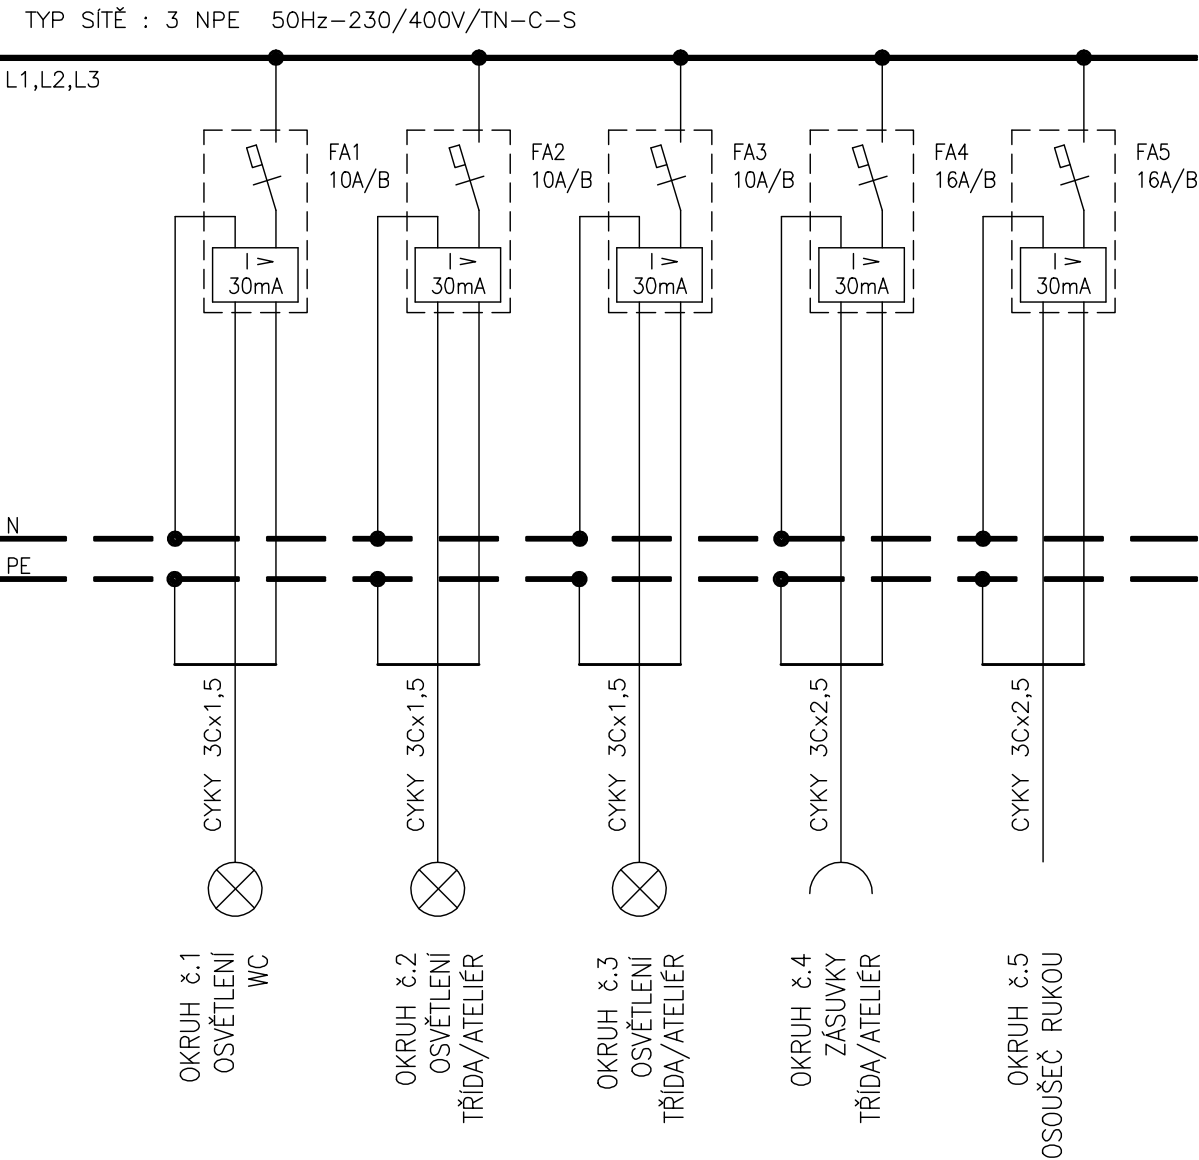 TYP SÍTĚ : 3 NPE 50Hz-230/400V/TN-C-S
L1,L2,L3
FA1
10A/B
I >
30mA
FA2
10A/B
I >
30mA
FA3
10A/B
I >
30mA
FA4
16A/B
I >
30mA
FA5
16A/B
I >
30mA
N
PE
CYKY 3Cx1,5
CYKY 3Cx1,5
CYKY 3Cx1,5
CYKY 3Cx2,5
CYKY 3Cx2,5
OKRUH č.1
OSVĚTLENÍ
WC
OKRUH č.2
OSVĚTLENÍ
TŘÍDA/ATELIÉR
OKRUH č.3
OSVĚTLENÍ
TŘÍDA/ATELIÉR
OKRUH č.4
ZÁSUVKY
TŘÍDA/ATELIÉR
OKRUH č.5
OSOUŠEČ RUKOU